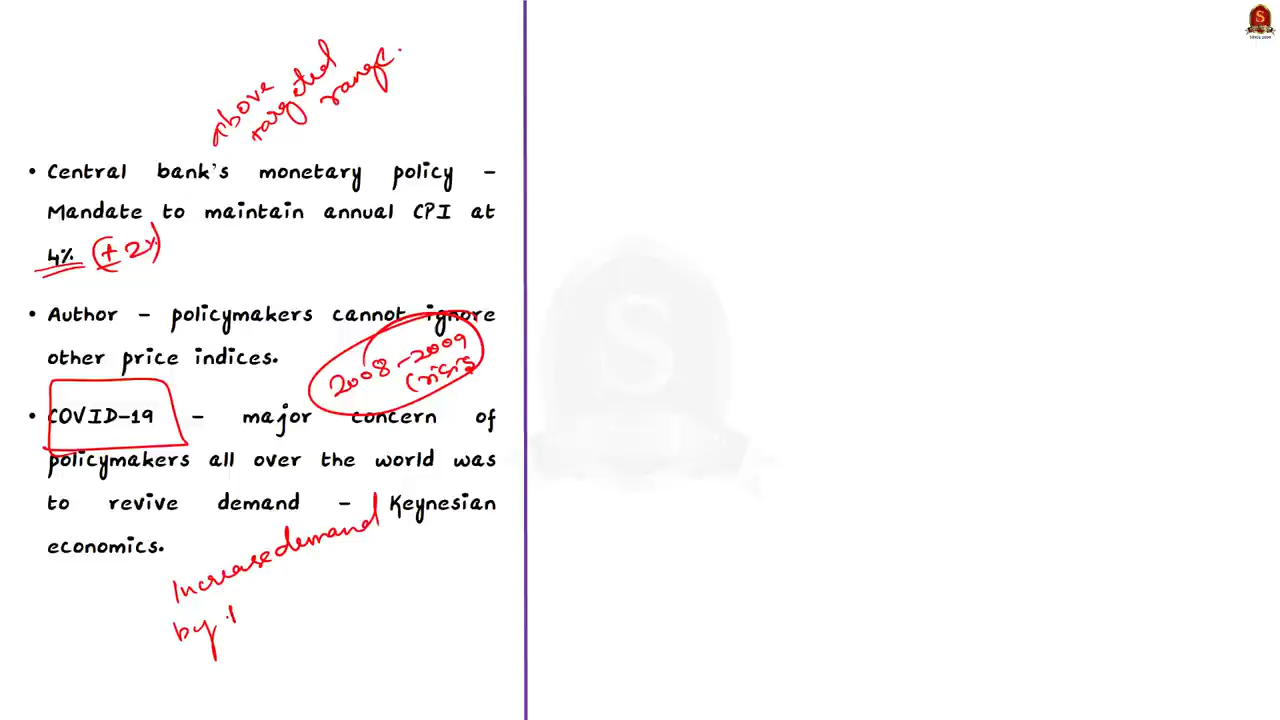 Above
targeted
range.
• Central bank's monetary policy –
Mandate to maintain annual CPI at
4% (± 2%)
• Author – policymakers cannot ignore
other price indices.
2008-2009
Crisis
• COVID-19 – major concern of
policymakers all over the world was
to revive demand – Keynesian
economics.
Increase demand
by
S
S